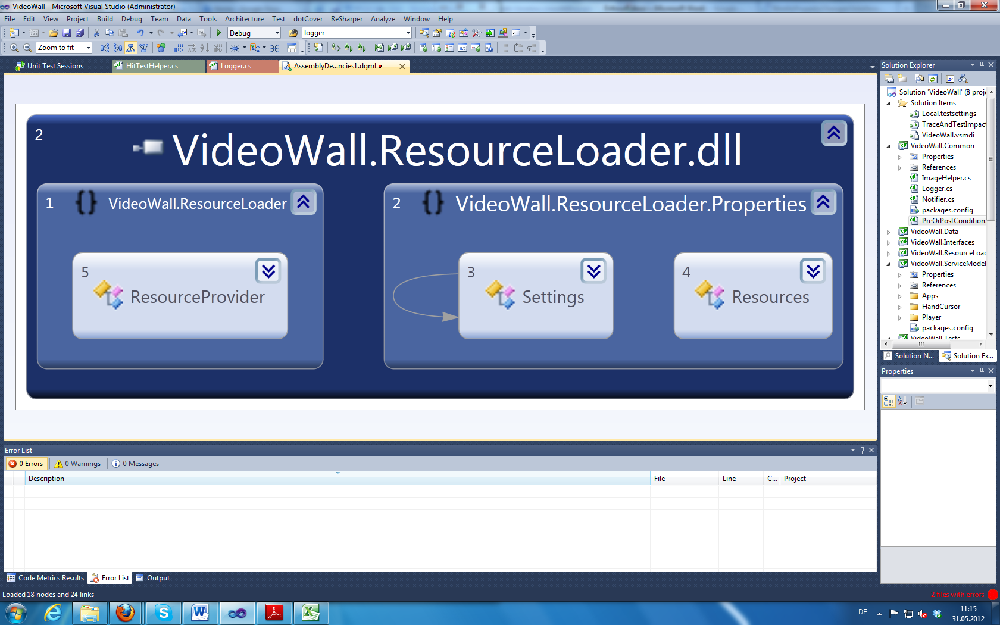 VideoWall - Microsoft Visual Studio (Administrator)
File Edit View Project Build Debug Team Data Tools Architecture Test dotCover ReSharper Analyze Window Help
Debug logger
Zoom to fit
Unit Test Sessions HitTestHelper.cs Logger.cs AssemblyDe...ncies1.dgml
2
VideoWall.ResourceLoader.dll
1 {} VideoWall.ResourceLoader
2 {} VideoWall.ResourceLoader.Properties
5
ResourceProvider
3
Settings
4
Resources
Solution Explorer
Solution 'VideoWall' (8 proj
Solution Items
Local.testsettings
TraceAndTestImpac
VideoWall.vsmdi
VideoWall.Common
Properties
References
ImageHelper.cs
Logger.cs
Notifier.cs
packages.config
PreOrPostCondition
VideoWall.Data
VideoWall.Interfaces
VideoWall.ResourceLoa
VideoWall.ServiceModel
Properties
References
Apps
HandCursor
Player
packages.config
VideoWall.Tests
Solution N... Solution Ex...
Properties
Error List
0 Errors 0 Warnings 0 Messages
Description File Line C... Project
Code Metrics Results Error List Output
Loaded 18 nodes and 24 links
2 files with errors
DE
11:15
31.05.2012